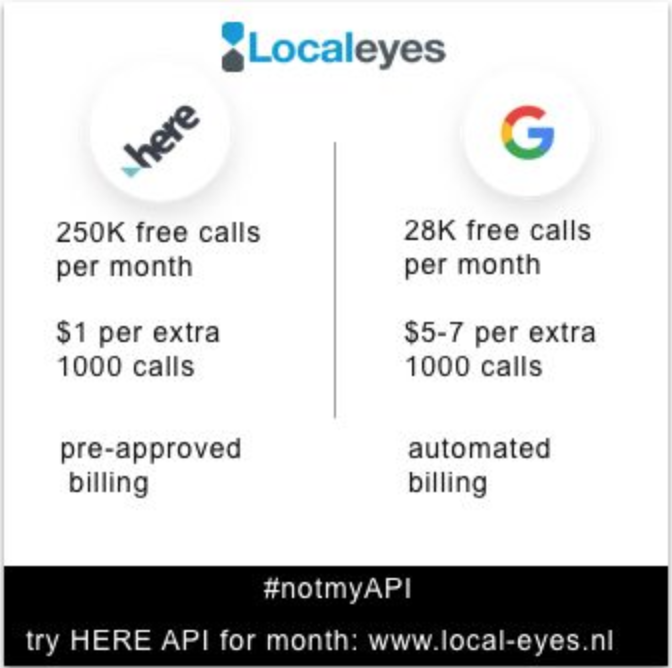 Localeyes
here
G
250K free calls
per month
$1 per extra
1000 calls
pre-approved
billing
28K free calls
per month
$5-7 per extra
1000 calls
automated
billing
#notmyAPI
try HERE API for month: www.local-eyes.nl